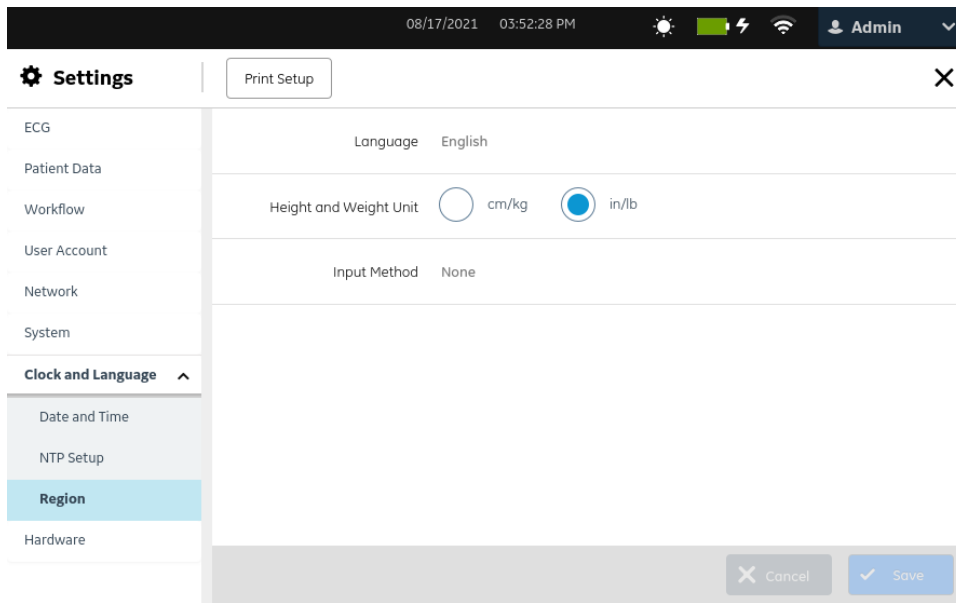 08/17/2021 03:52:28 PM Admin
Settings Print Setup
ECG
Patient Data
Workflow
User Account
Network
System
Clock and Language
Date and Time
NTP Setup
Region
Hardware
Language English
Height and Weight Unit cm/kg in/lb
Input Method None
Cancel Save